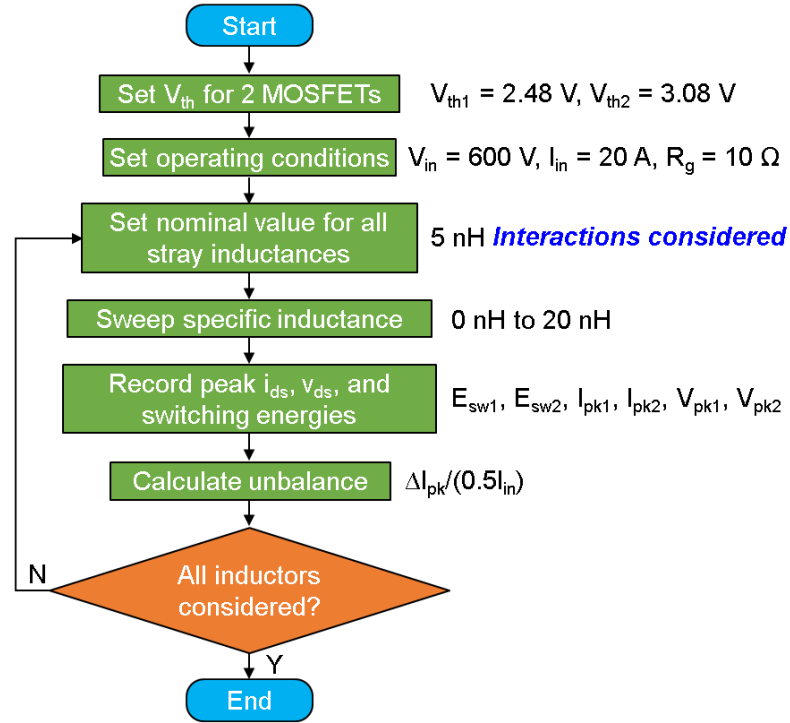 Start
Set Vth for 2 MOSFETs
Vth1 = 2.48 V, Vth2 = 3.08 V
Set operating conditions
Vin = 600 V, Iin = 20 A, Rg = 10 Ω
Set nominal value for all
stray inductances
5 nH Interactions considered
Sweep specific inductance
0 nH to 20 nH
Record peak ids, vds, and
switching energies
Esw1, Esw2, Ipk1, Ipk2, Vpk1, Vpk2
Calculate unbalance
ΔIpk/(0.5Iin)
N
All inductors
considered?
Y
End